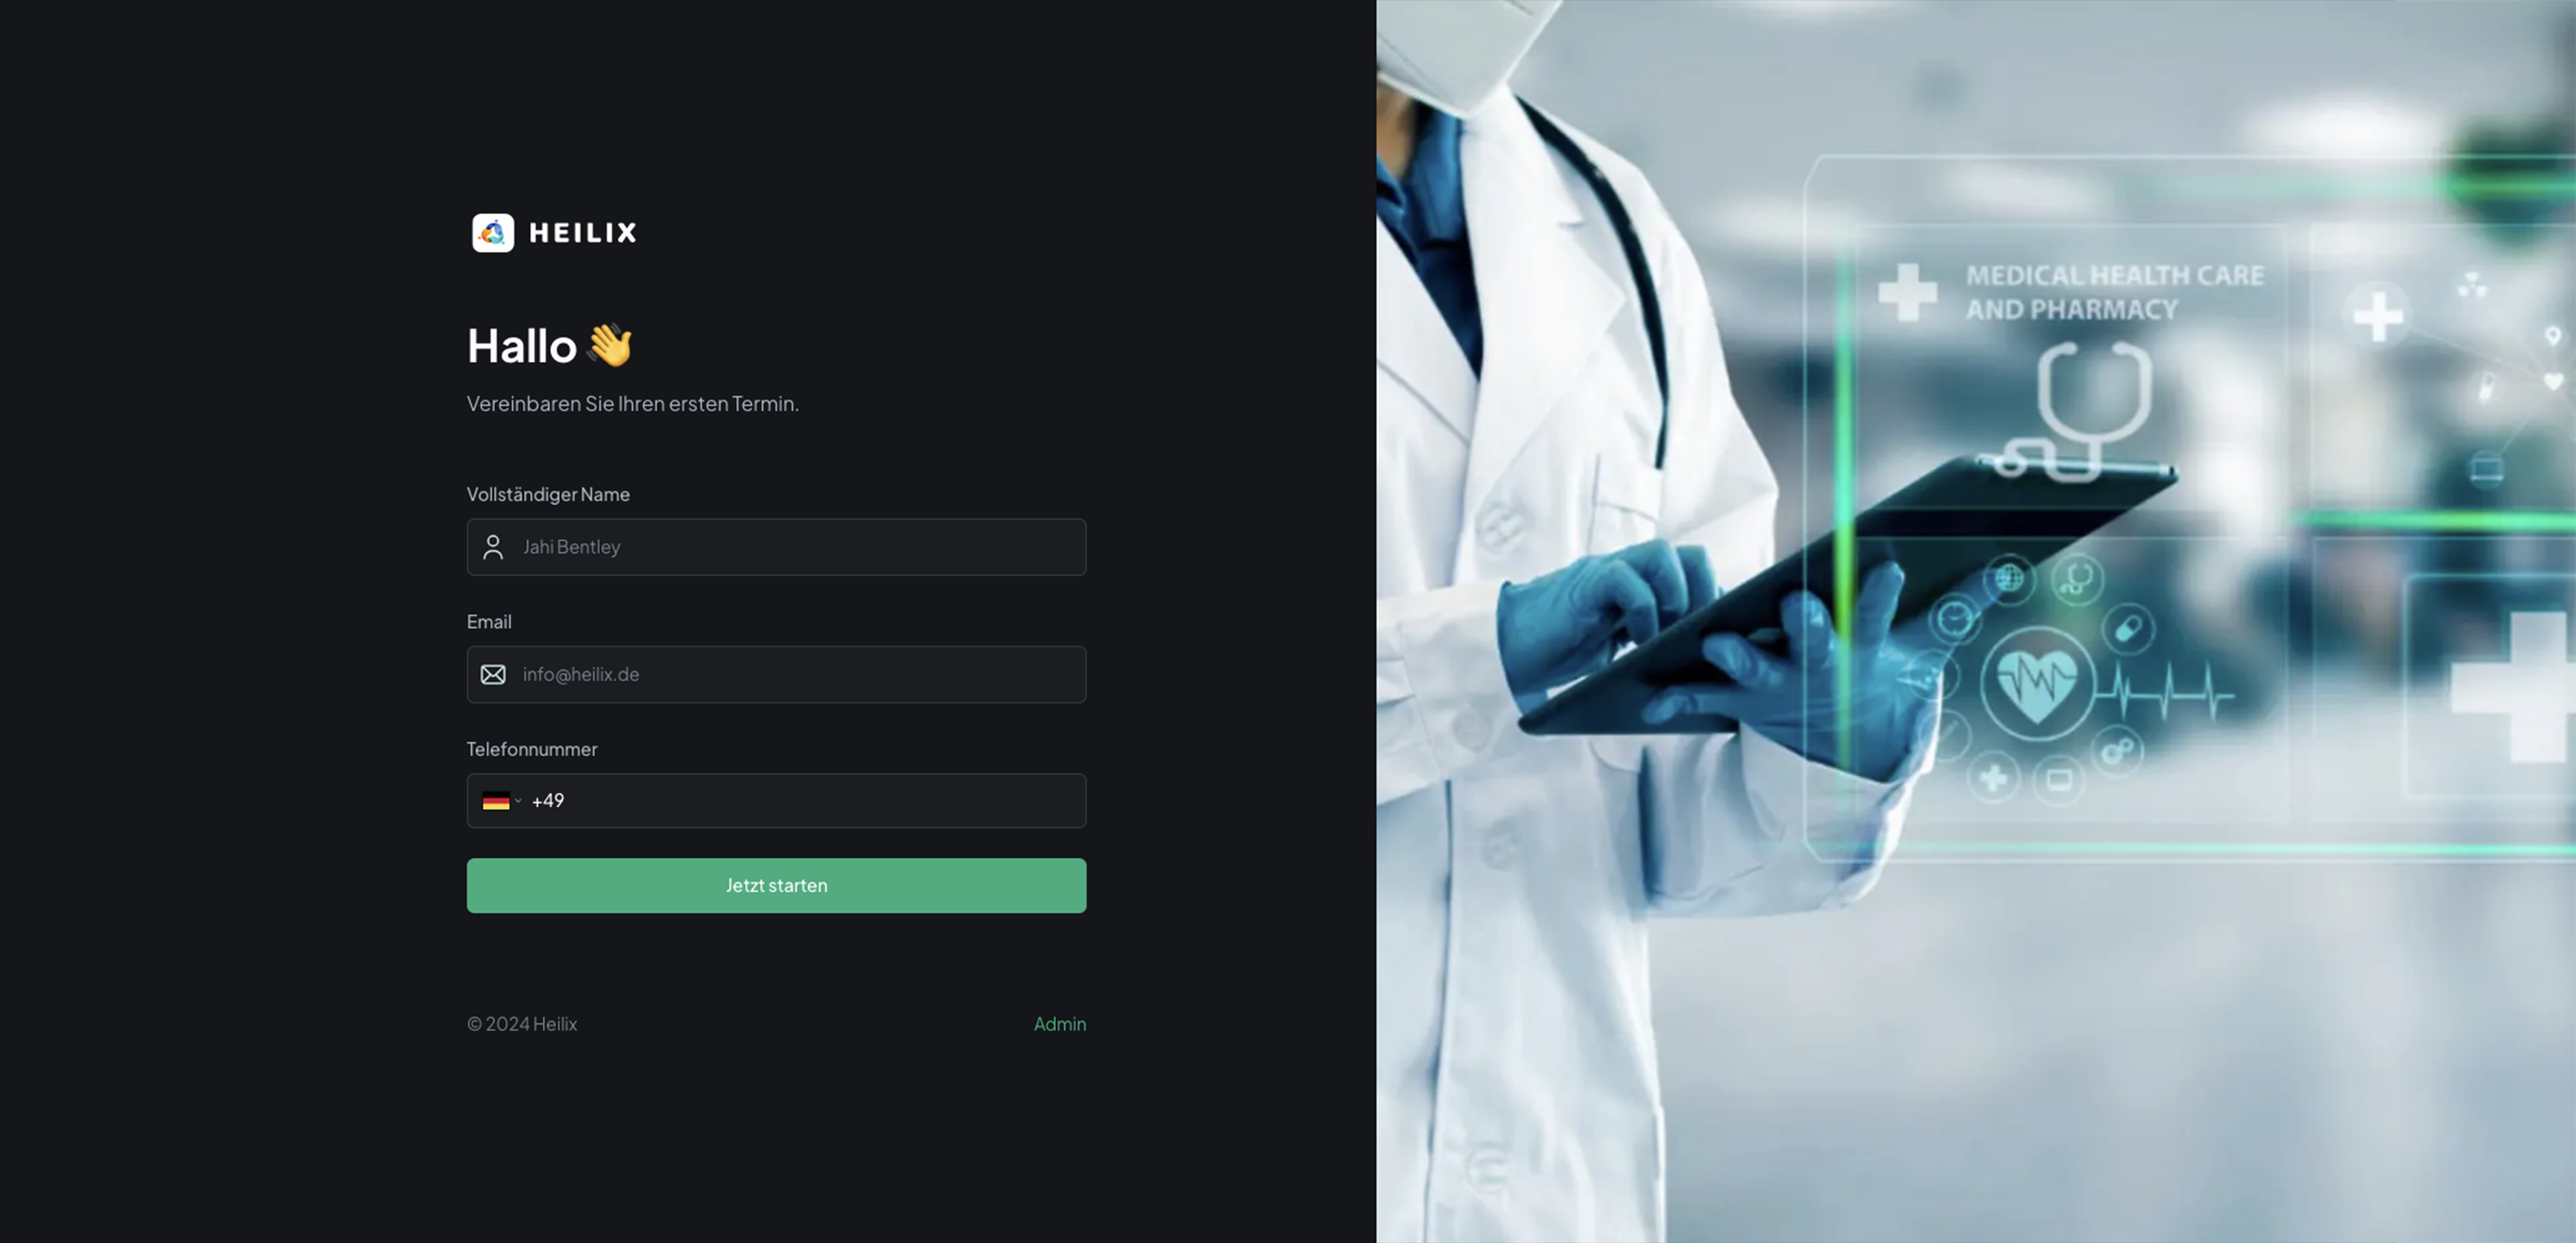 HEILIX
Hallo 👋
Vereinbaren Sie Ihren ersten Termin.
Vollständiger Name
Jahi Bentley
Email
info@heilix.de
Telefonnummer
+49
Jetzt starten
© 2024 Heilix
Admin
MEDICAL HEALTH CARE
AND PHARMACY